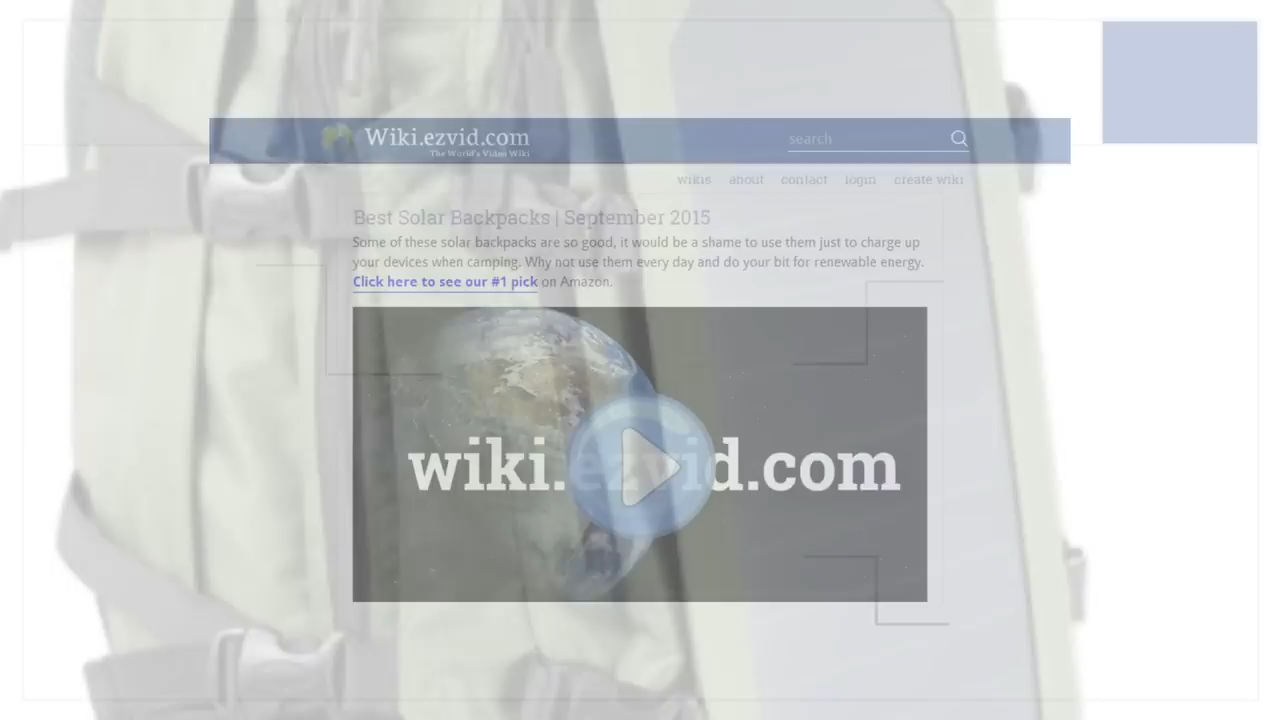 Wiki.ezvid.com
The World's Video Wiki
search
wikis about contact login create wiki
Best Solar Backpacks | September 2015
Some of these solar backpacks are so good, it would be a shame to use them just to charge up
your devices when camping. Why not use them every day and do your bit for renewable energy.
Click here to see our #1 pick on Amazon.
wiki.ezvid.com